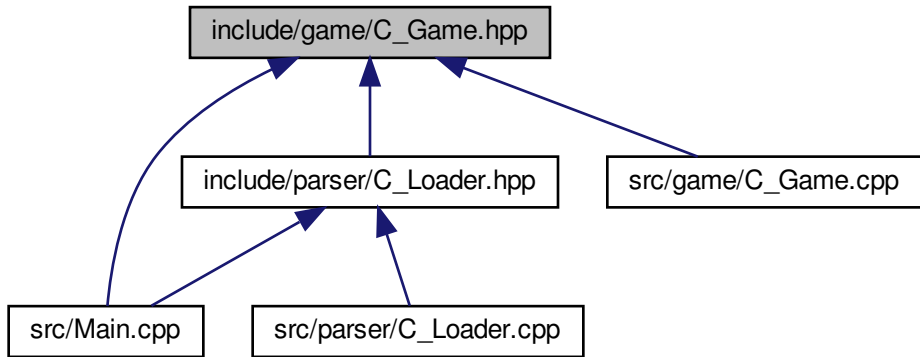 include/game/C_Game.hpp
include/parser/C_Loader.hpp
src/game/C_Game.cpp
src/Main.cpp
src/parser/C_Loader.cpp